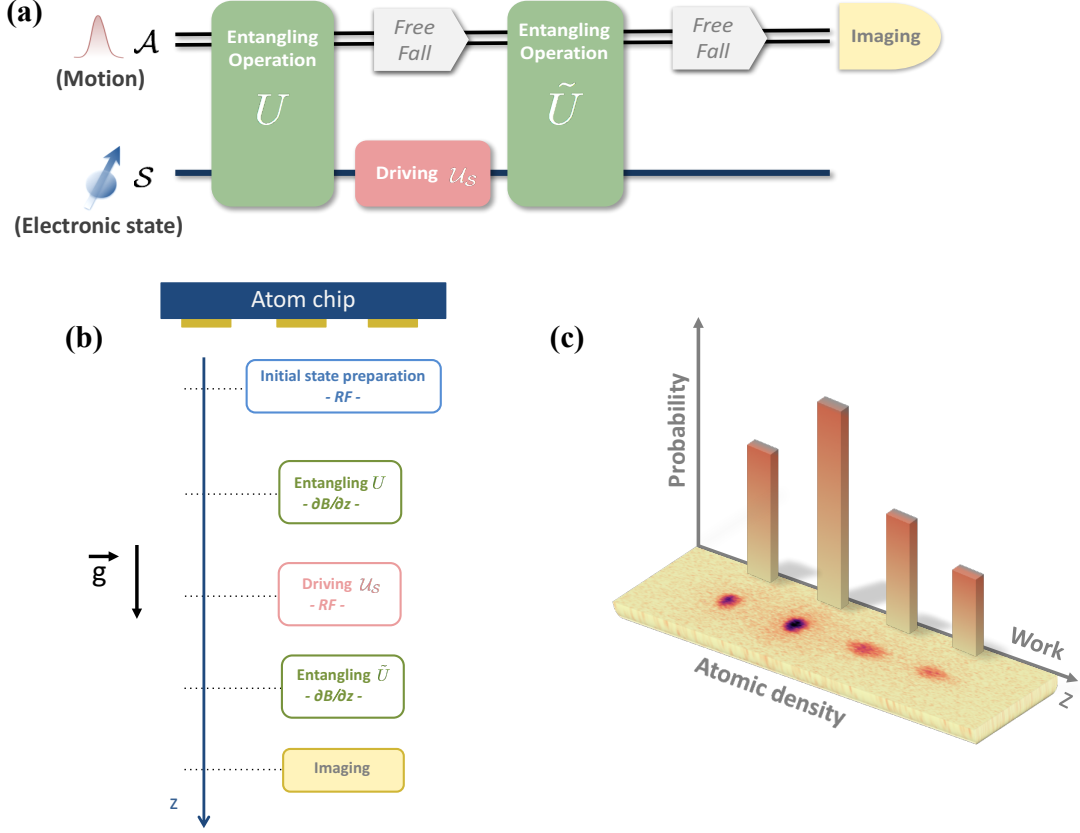 (a)
𝒜
(Motion)
Entangling
Operation
U
Free
Fall
Entangling
Operation
Ũ
Free
Fall
Imaging
𝒮
(Electronic state)
Driving 𝒰𝒮
Atom chip
(b)
Initial state preparation
- RF -
Entangling U
- ∂B/∂z -
g
Driving 𝒰𝒮
- RF -
Entangling Ũ
- ∂B/∂z -
Imaging
z
(c)
Probability
Work
z
Atomic density